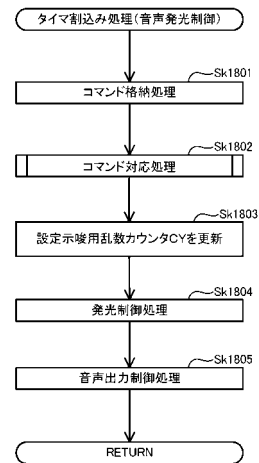 タイマ割込み処理(音声発光制御)
Sk1801
コマンド格納処理
Sk1802
コマンド対応処理
Sk1803
設定示唆用乱数カウンタCYを更新
Sk1804
発光制御処理
Sk1805
音声出力制御処理
RETURN